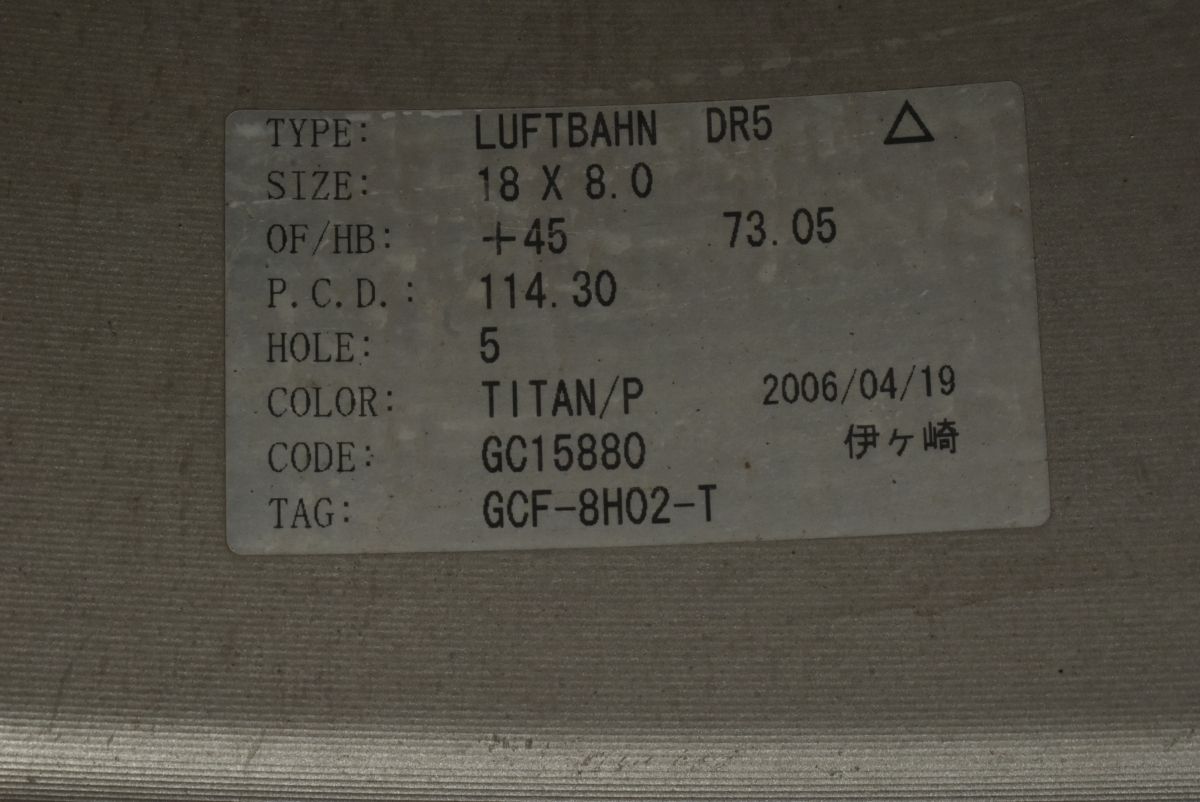 TYPE: LUFTBAHN DR5 △
SIZE: 18 X 8.0
OF/HB: +45 73.05
P.C.D.: 114.30
HOLE: 5
COLOR: TITAN/P 2006/04/19
CODE: GC15880 伊ヶ崎
TAG: GCF-8H02-T